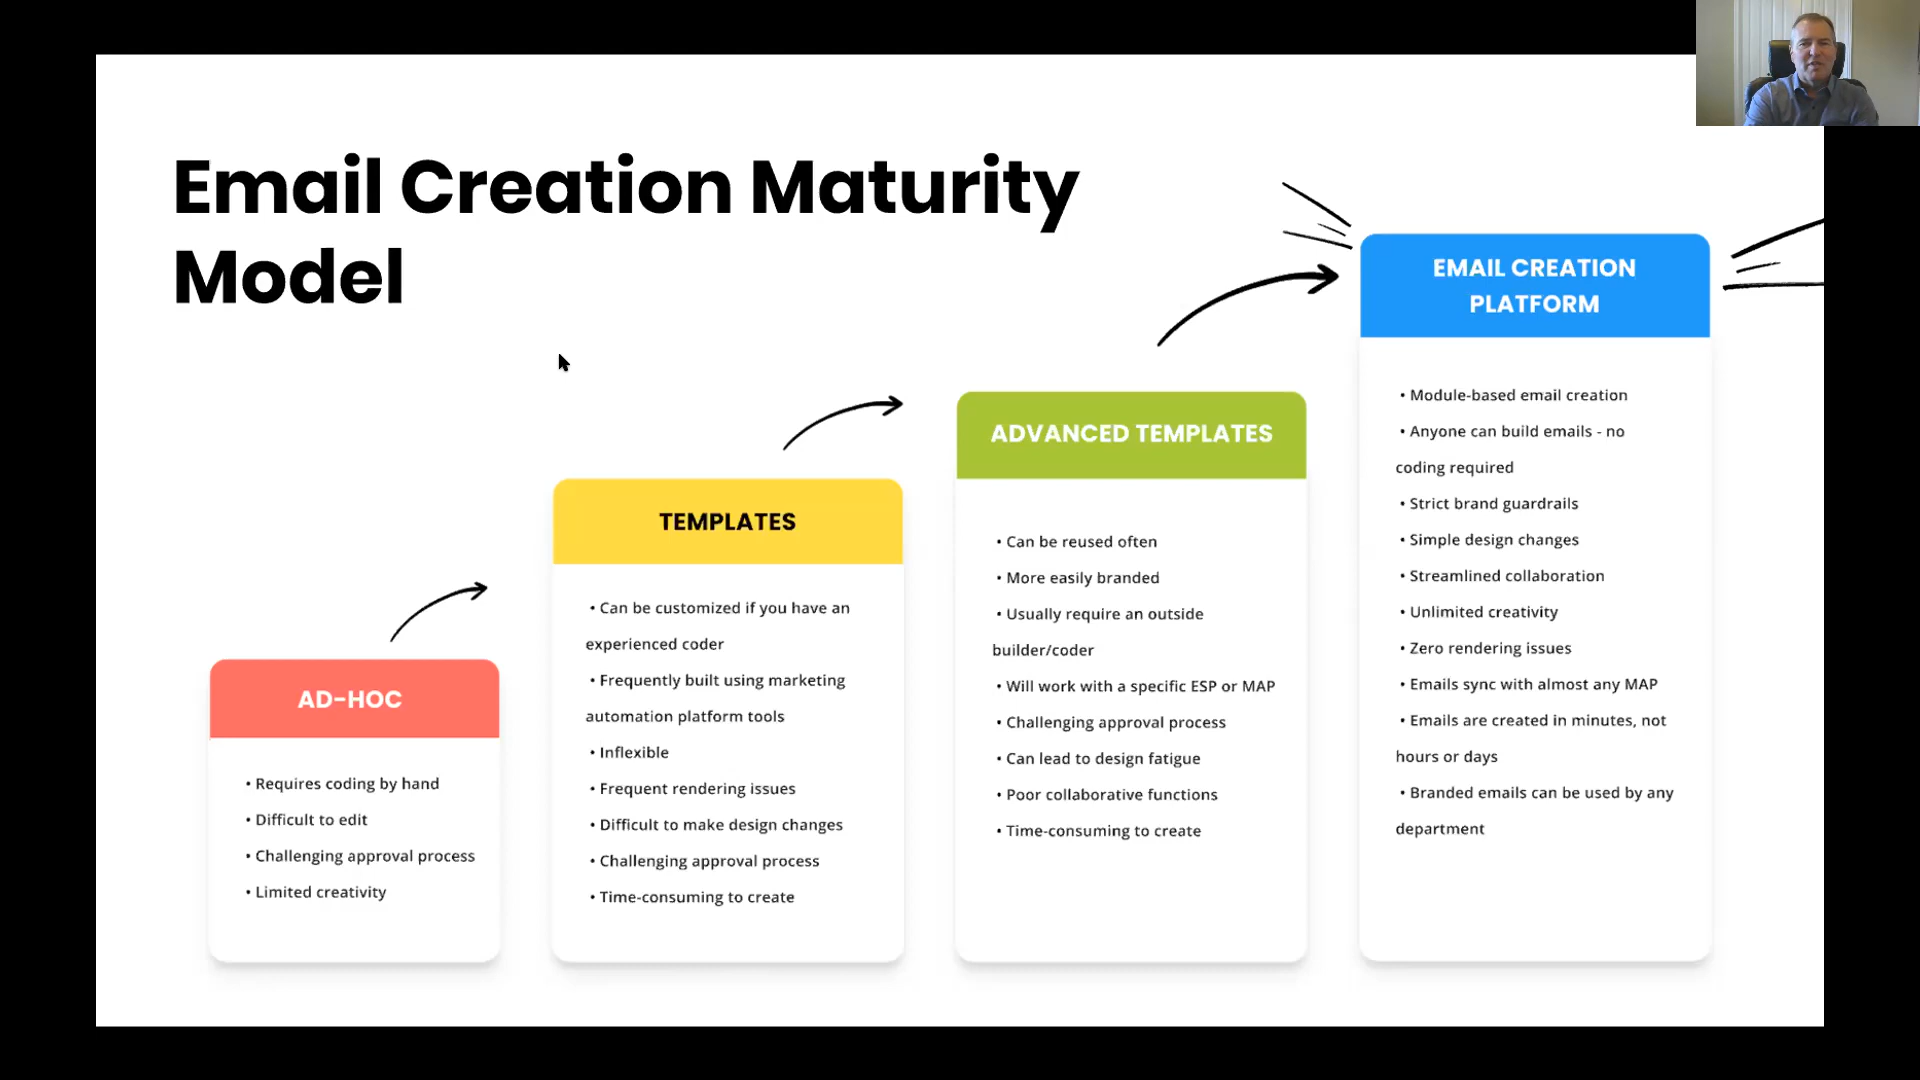 Email Creation Maturity
Model
AD-HOC
• Requires coding by hand
• Difficult to edit
• Challenging approval process
• Limited creativity
TEMPLATES
• Can be customized if you have an
experienced coder
• Frequently built using marketing
automation platform tools
• Inflexible
• Frequent rendering issues
• Difficult to make design changes
• Challenging approval process
• Time-consuming to create
ADVANCED TEMPLATES
• Can be reused often
• More easily branded
• Usually require an outside
builder/coder
• Will work with a specific ESP or MAP
• Challenging approval process
• Can lead to design fatigue
• Poor collaborative functions
• Time-consuming to create
EMAIL CREATION
PLATFORM
• Module-based email creation
• Anyone can build emails - no
coding required
• Strict brand guardrails
• Simple design changes
• Streamlined collaboration
• Unlimited creativity
• Zero rendering issues
• Emails sync with almost any MAP
• Emails are created in minutes, not
hours or days
• Branded emails can be used by any
department